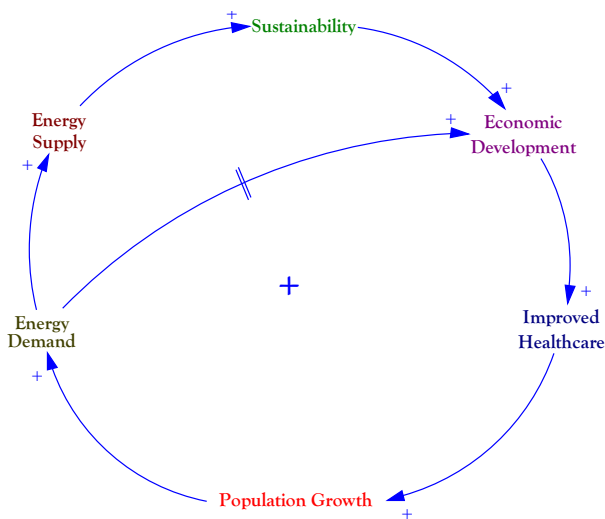 +
Sustainability
+
+
Energy
Supply
Economic
Development
+
+
+
Improved
Healthcare
Energy
Demand
+
Population Growth
+